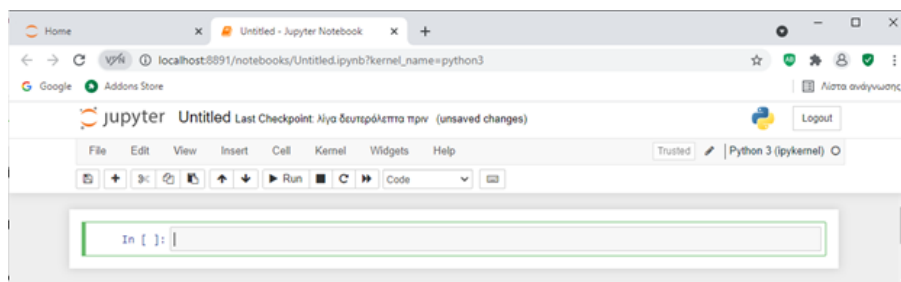 Home Untitled - Jupyter Notebook
VPN localhost:8891/notebooks/Untitled.ipynb?kernel_name=python3
Google Addons Store Λίστα ανάγνωσης
jupyter Untitled Last Checkpoint: λίγα δευτερόλεπτα πριν (unsaved changes) Logout
File Edit View Insert Cell Kernel Widgets Help Trusted Python 3 (ipykernel)
Run Code
In [ ]: